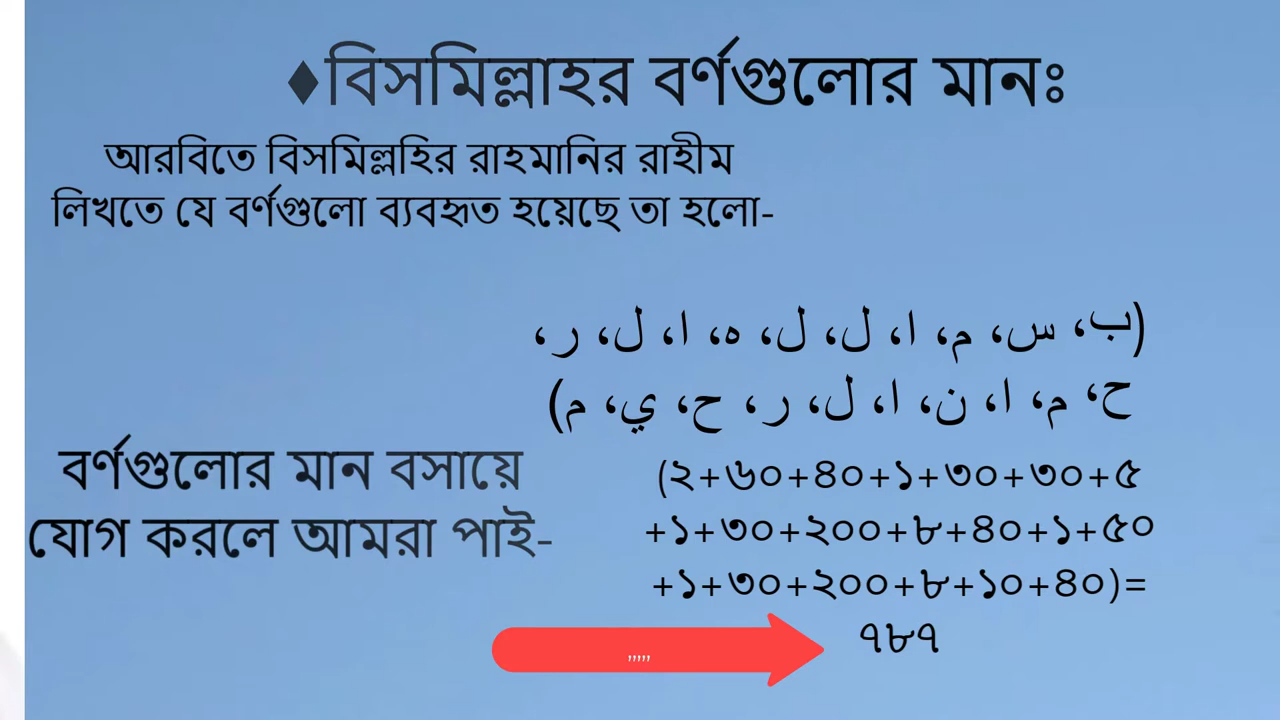 ♦বিসমিল্লাহর বর্ণগুলোর মানঃ
আরবিতে বিসমিল্লহির রাহমানির রাহীম
লিখতে যে বর্ণগুলো ব্যবহৃত হয়েছে তা হলো-
(ب، س، م، ا، ل، ل، ه، ا، ل، ر،
ح، م، ا، ن، ا، ل، ر، ح، ي، م)
বর্ণগুলোর মান বসায়ে
যোগ করলে আমরা পাই-
(২+৬০+৪০+১+৩০+৩০+৫
+১+৩০+২০০+৮+৪০+১+৫০
+১+৩০+২০০+৮+১০+৪০)=
৭৮৭
,,,,,